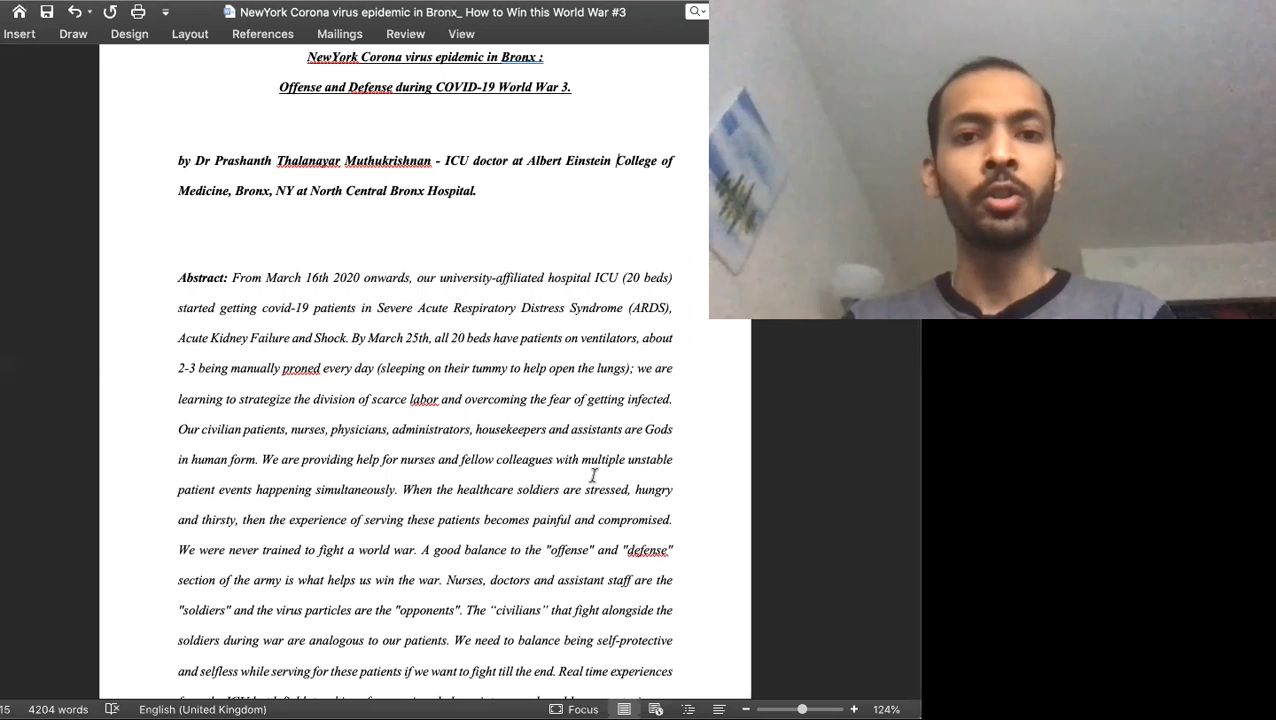 NewYork Corona virus epidemic in Bronx_ How to Win this World War #3
Insert Draw Design Layout References Mailings Review View
NewYork Corona virus epidemic in Bronx :
Offense and Defense during COVID-19 World War 3.
by Dr Prashanth Thalanayar Muthukrishnan - ICU doctor at Albert Einstein College of
Medicine, Bronx, NY at North Central Bronx Hospital.
Abstract: From March 16th 2020 onwards, our university-affiliated hospital ICU (20 beds)
started getting covid-19 patients in Severe Acute Respiratory Distress Syndrome (ARDS),
Acute Kidney Failure and Shock. By March 25th, all 20 beds have patients on ventilators, about
2-3 being manually proned every day (sleeping on their tummy to help open the lungs); we are
learning to strategize the division of scarce labor and overcoming the fear of getting infected.
Our civilian patients, nurses, physicians, administrators, housekeepers and assistants are Gods
in human form. We are providing help for nurses and fellow colleagues with multiple unstable
patient events happening simultaneously. When the healthcare soldiers are stressed, hungry
and thirsty, then the experience of serving these patients becomes painful and compromised.
We were never trained to fight a world war. A good balance to the "offense" and "defense"
section of the army is what helps us win the war. Nurses, doctors and assistant staff are the
"soldiers" and the virus particles are the "opponents". The “civilians” that fight alongside the
soldiers during war are analogous to our patients. We need to balance being self-protective
and selfless while serving for these patients if we want to fight till the end. Real time experiences
15 4204 words English (United Kingdom) Focus 124%